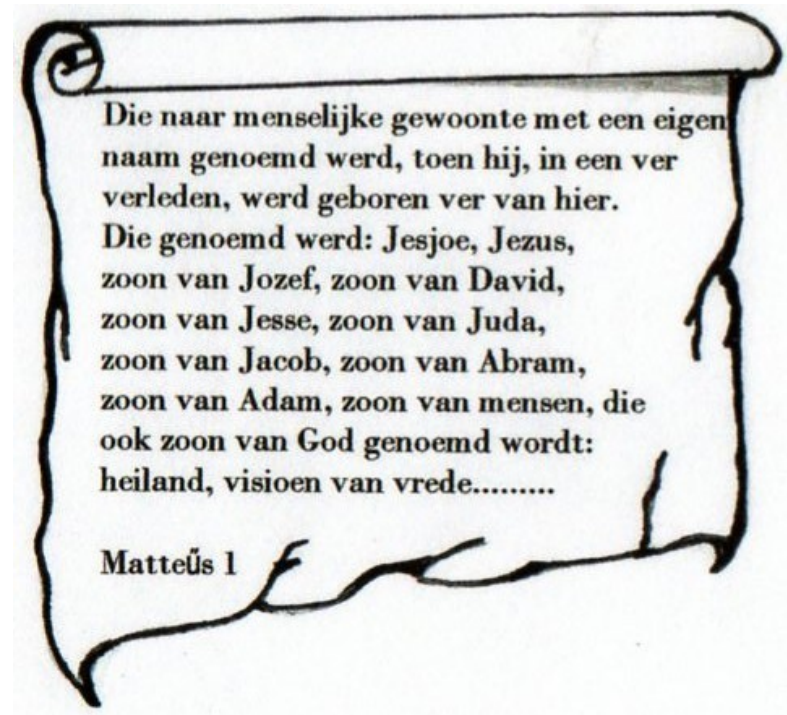 Die naar menselijke gewoonte met een eigen
naam genoemd werd, toen hij, in een ver
verleden, werd geboren ver van hier.
Die genoemd werd: Jesjoe, Jezus,
zoon van Jozef, zoon van David,
zoon van Jesse, zoon van Juda,
zoon van Jacob, zoon van Abram,
zoon van Adam, zoon van mensen, die
ook zoon van God genoemd wordt:
heiland, visioen van vrede.........
Matteűs 1